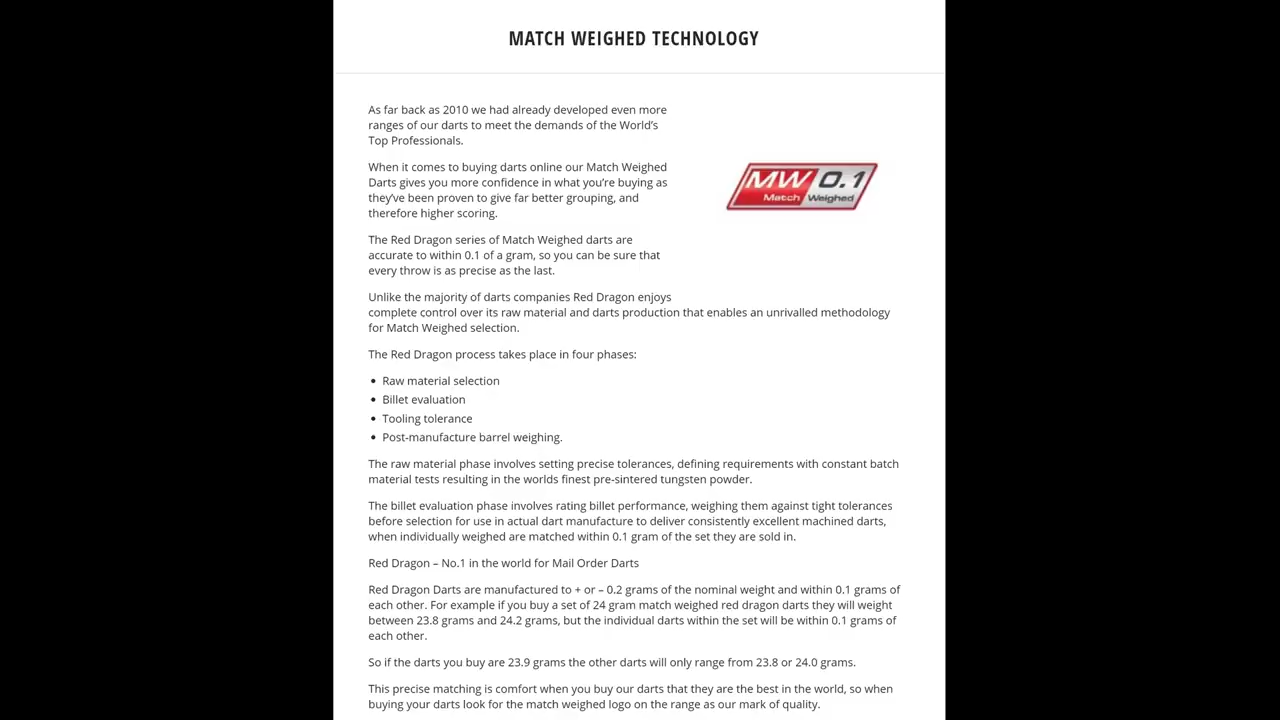 MATCH WEIGHED TECHNOLOGY
As far back as 2010 we had already developed even more
ranges of our darts to meet the demands of the World's
Top Professionals.
When it comes to buying darts online our Match Weighed
Darts gives you more confidence in what you're buying as
they've been proven to give far better grouping, and
therefore higher scoring.
MW 0.1
Match Weighed
The Red Dragon series of Match Weighed darts are
accurate to within 0.1 of a gram, so you can be sure that
every throw is as precise as the last.
Unlike the majority of darts companies Red Dragon enjoys
complete control over its raw material and darts production that enables an unrivalled methodology
for Match Weighed selection.
The Red Dragon process takes place in four phases:
• Raw material selection
• Billet evaluation
• Tooling tolerance
• Post-manufacture barrel weighing.
The raw material phase involves setting precise tolerances, defining requirements with constant batch
material tests resulting in the worlds finest pre-sintered tungsten powder.
The billet evaluation phase involves rating billet performance, weighing them against tight tolerances
before selection for use in actual dart manufacture to deliver consistently excellent machined darts,
when individually weighed are matched within 0.1 gram of the set they are sold in.
Red Dragon – No.1 in the world for Mail Order Darts
Red Dragon Darts are manufactured to + or – 0.2 grams of the nominal weight and within 0.1 grams of
each other. For example if you buy a set of 24 gram match weighed red dragon darts they will weight
between 23.8 grams and 24.2 grams, but the individual darts within the set will be within 0.1 grams of
each other.
So if the darts you buy are 23.9 grams the other darts will only range from 23.8 or 24.0 grams.
This precise matching is comfort when you buy our darts that they are the best in the world, so when
buying your darts look for the match weighed logo on the range as our mark of quality.